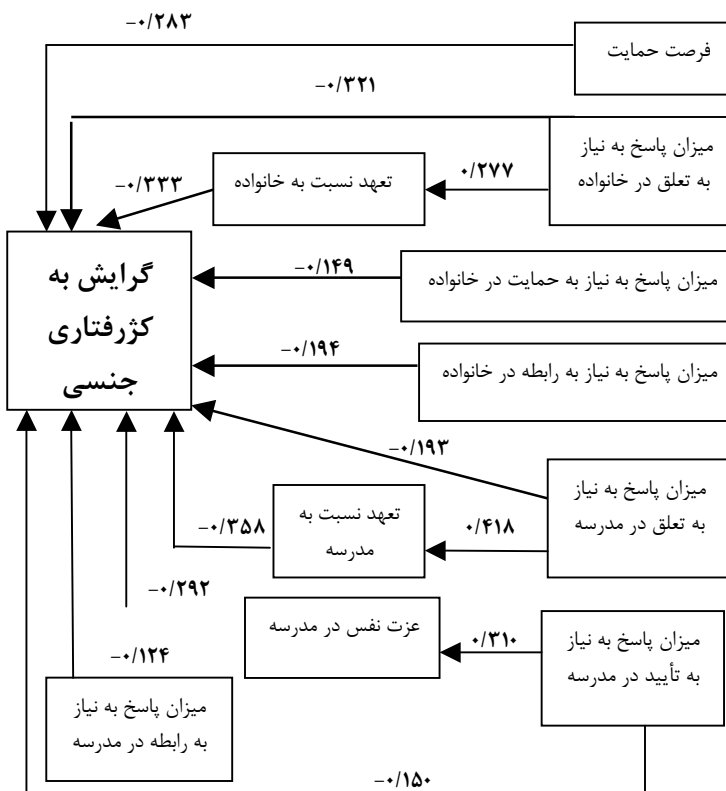 –۰/۲۸۳
فرصت حمایت
–۰/۳۲۱
میزان پاسخ به نیاز
به تعلق در خانواده
۰/۲۷۷
تعهد نسبت به خانواده
–۰/۳۳۳
گرایش به
کژرفتاری
جنسی
–۰/۱۴۹
میزان پاسخ به نیاز به حمایت در خانواده
–۰/۱۹۴
میزان پاسخ به نیاز به رابطه در خانواده
–۰/۱۹۳
میزان پاسخ به نیاز
به تعلق در مدرسه
۰/۴۱۸
تعهد نسبت به
مدرسه
–۰/۳۵۸
–۰/۲۹۲
عزت نفس در مدرسه
۰/۳۱۰
میزان پاسخ به نیاز
به تأیید در مدرسه
–۰/۱۲۴
میزان پاسخ به نیاز
به رابطه در مدرسه
–۰/۱۵۰